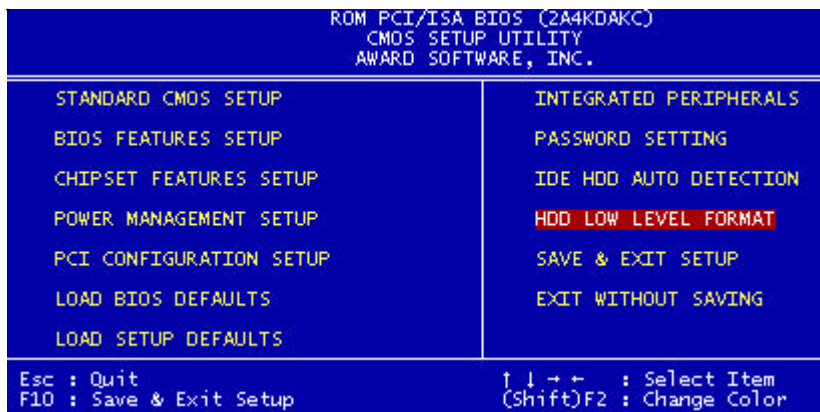 ROM PCI/ISA BIOS (2A4KDAKC)
CMOS SETUP UTILITY
AWARD SOFTWARE, INC.
STANDARD CMOS SETUP
BIOS FEATURES SETUP
CHIPSET FEATURES SETUP
POWER MANAGEMENT SETUP
PCI CONFIGURATION SETUP
LOAD BIOS DEFAULTS
LOAD SETUP DEFAULTS
INTEGRATED PERIPHERALS
PASSWORD SETTING
IDE HDD AUTO DETECTION
HDD LOW LEVEL FORMAT
SAVE & EXIT SETUP
EXIT WITHOUT SAVING
Esc : Quit
F10 : Save & Exit Setup
↑ ↓ → ← : Select Item
(Shift)F2 : Change Color